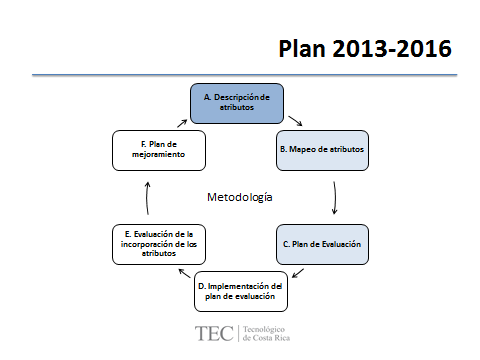 Plan 2013-2016
A. Descripción de
atributos
B. Mapeo de atributos
C. Plan de Evaluación
D. Implementación del
plan de evaluación
E. Evaluación de la
incorporación de los
atributos
F. Plan de
mejoramiento
Metodología
TEC
Tecnológico
de Costa Rica